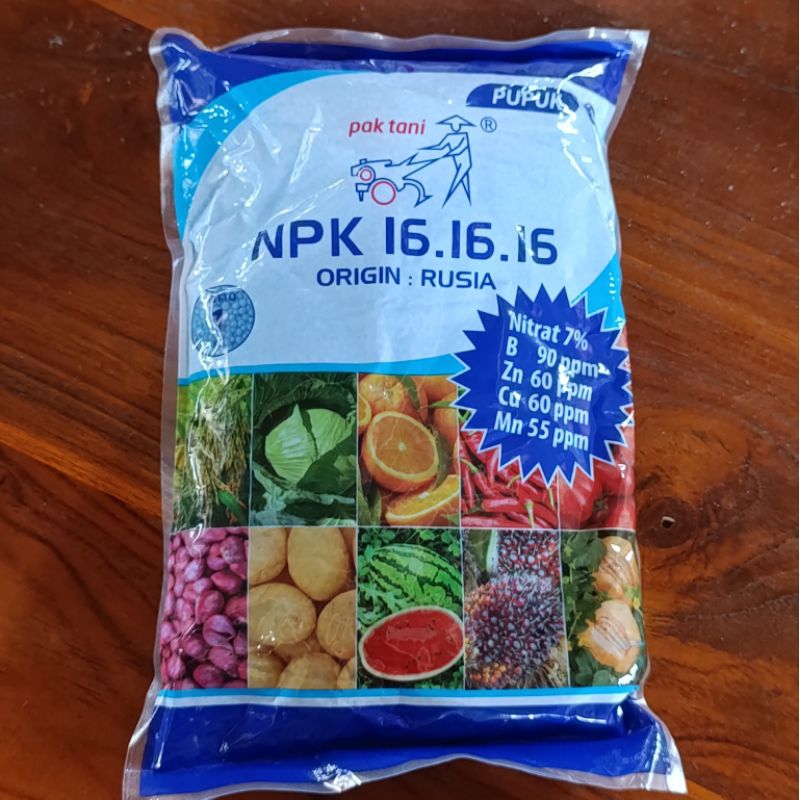 PUPUK
pak tani ®
NPK 16.16.16
ORIGIN : RUSIA
Nitrat 7%
B 90 ppm
Zn 60 ppm
Cu 60 ppm
Mn 55 ppm